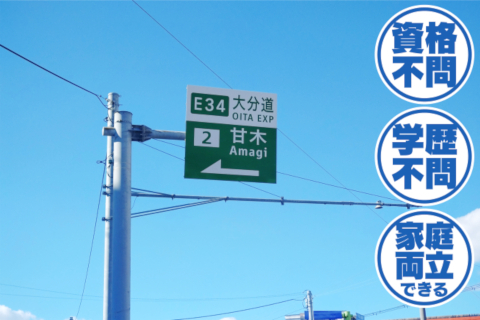 E34 大分道
OITA EXP
2 甘木
Amagi
資格
不問
学歴
不問
家庭
両立
できる